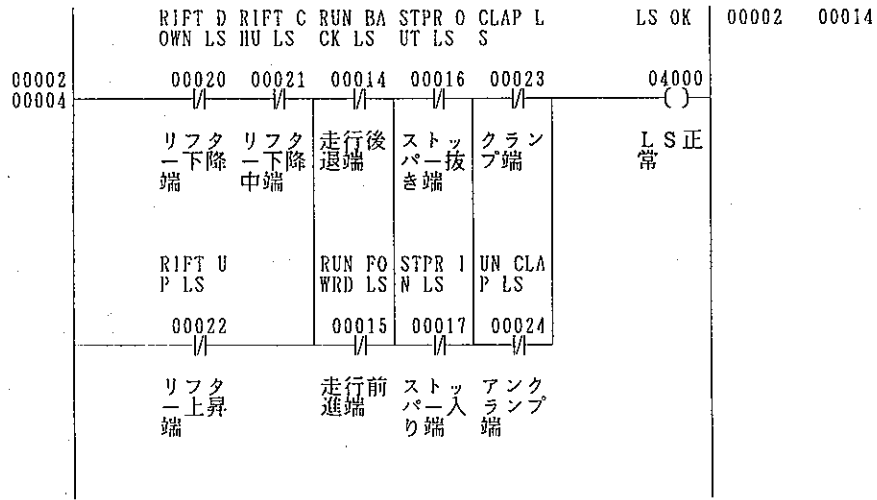 RIFT D RIFT C RUN BA STPR O CLAP L LS OK 00002 00014
OWN LS HU LS CK LS UT LS S
00002 00020 00021 00014 00016 00023 04000
00004
リフタ リフタ 走行後 ストッ クラン LS正
ー下降 ー下降 退端 パー抜 プ端 常
端 中端 き端
RIFT U RUN FO STPR I UN CLA
P LS WRD LS N LS P LS
00022 00015 00017 00024
リフタ 走行前 ストッ アンク
ー上昇 進端 パー入 ランプ
端 り端 端